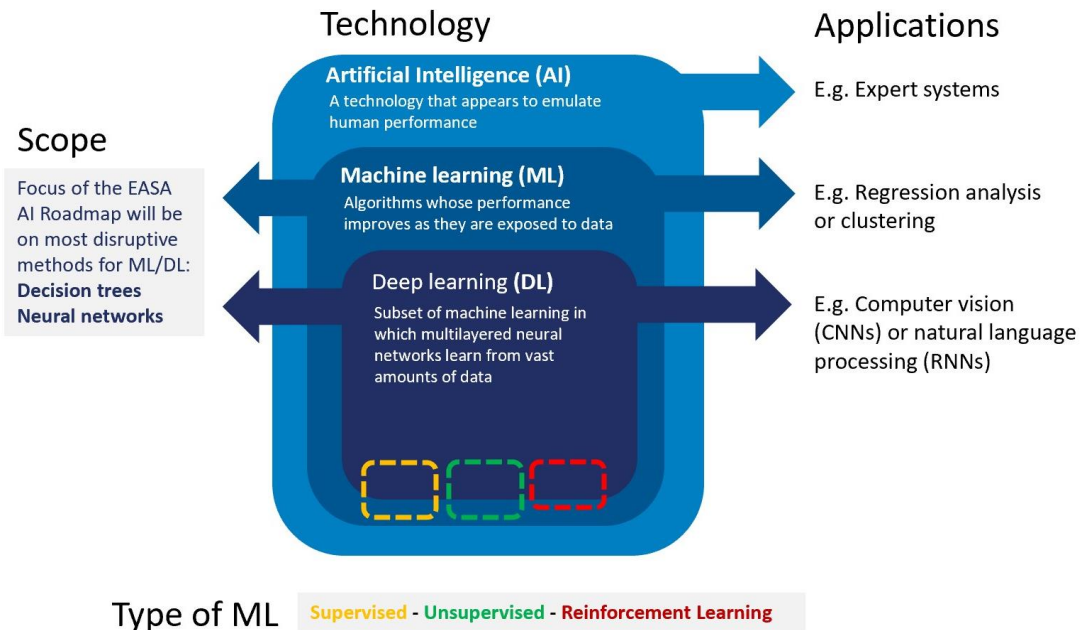 Technology
Applications
Artificial Intelligence (AI)
A technology that appears to emulate
human performance
E.g. Expert systems
Scope
Focus of the EASA
AI Roadmap will be
on most disruptive
methods for ML/DL:
Decision trees
Neural networks
Machine learning (ML)
Algorithms whose performance
improves as they are exposed to data
E.g. Regression analysis
or clustering
Deep learning (DL)
Subset of machine learning in
which multilayered neural
networks learn from vast
amounts of data
E.g. Computer vision
(CNNs) or natural language
processing (RNNs)
Type of ML
Supervised - Unsupervised - Reinforcement Learning